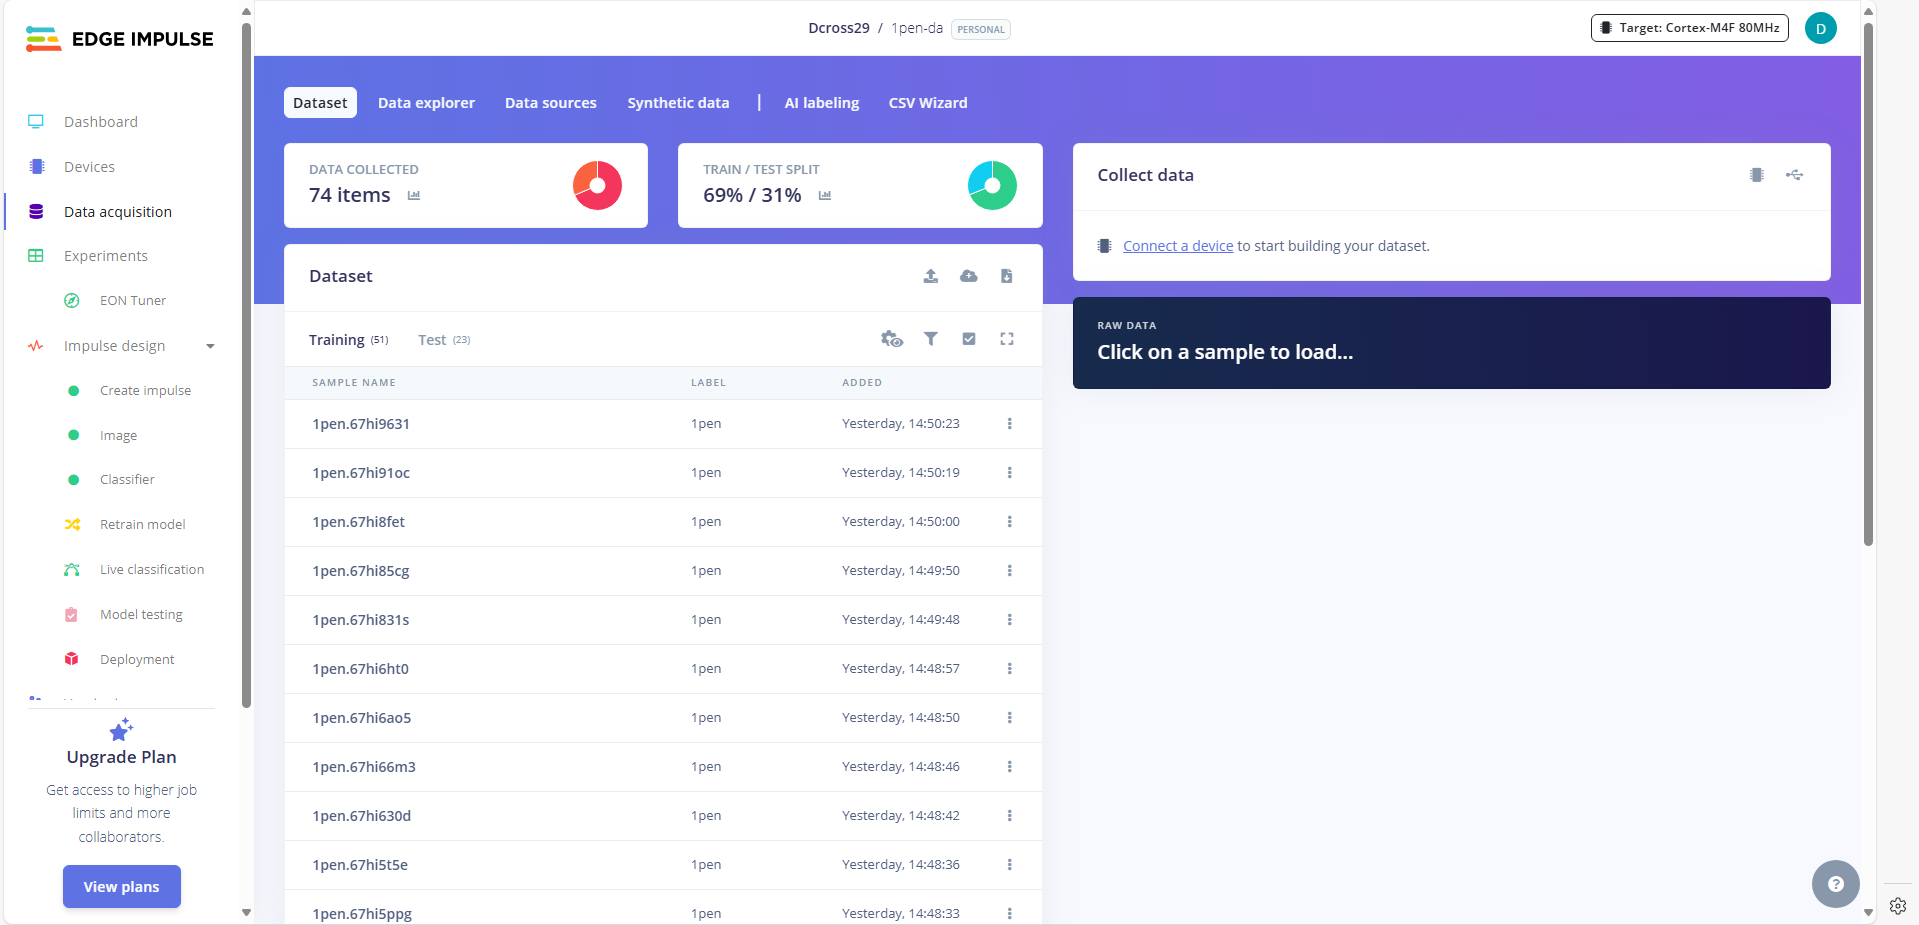 EDGE IMPULSE
Dcross29 / 1pen-da PERSONAL
Target: Cortex-M4F 80MHz
D
Dashboard
Devices
Data acquisition
Experiments
EON Tuner
Impulse design
Create impulse
Image
Classifier
Retrain model
Live classification
Model testing
Deployment
Upgrade Plan
Get access to higher job
limits and more
collaborators.
View plans
Dataset Data explorer Data sources Synthetic data | AI labeling CSV Wizard
DATA COLLECTED
74 items
TRAIN / TEST SPLIT
69% / 31%
Dataset
Training (51) Test (23)
SAMPLE NAME LABEL ADDED
1pen.67hi9631 1pen Yesterday, 14:50:23
1pen.67hi91oc 1pen Yesterday, 14:50:19
1pen.67hi8fet 1pen Yesterday, 14:50:00
1pen.67hi85cg 1pen Yesterday, 14:49:50
1pen.67hi831s 1pen Yesterday, 14:49:48
1pen.67hi6ht0 1pen Yesterday, 14:48:57
1pen.67hi6ao5 1pen Yesterday, 14:48:50
1pen.67hi66m3 1pen Yesterday, 14:48:46
1pen.67hi630d 1pen Yesterday, 14:48:42
1pen.67hi5t5e 1pen Yesterday, 14:48:36
1pen.67hi5ppg 1pen Yesterday, 14:48:33
Collect data
Connect a device to start building your dataset.
RAW DATA
Click on a sample to load...
?